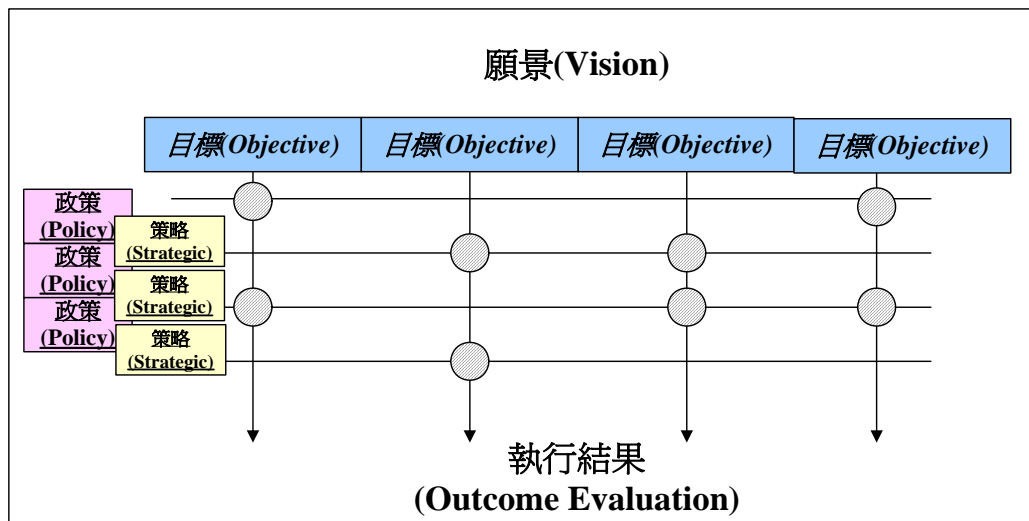 願景(Vision)
目標(Objective)
目標(Objective)
目標(Objective)
目標(Objective)
政策
(Policy)
策略
(Strategic)
政策
(Policy)
策略
(Strategic)
政策
(Policy)
策略
(Strategic)
執行結果
(Outcome Evaluation)